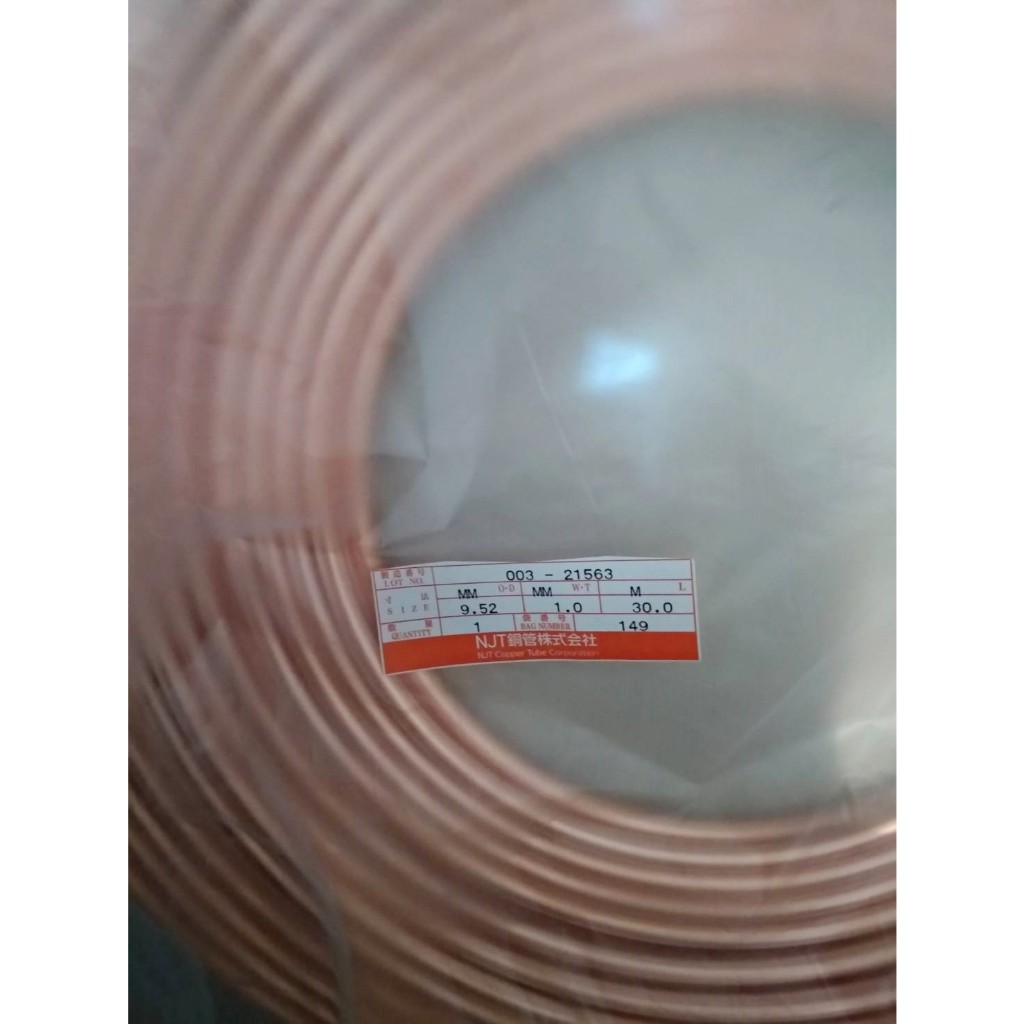 製造番号 LOT NO. 003 - 21563
寸法 SIZE MM O·D MM W·T M L
9.52 1.0 30.0
数量 QUANTITY 1 袋番号 BAG NUMBER 149
NJT銅管株式会社
NJT Copper Tube Corporation